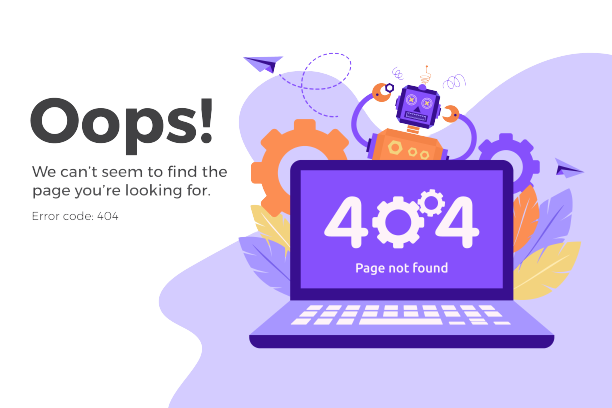 Oops!
We can't seem to find the
page you're looking for.
Error code: 404
404
Page not found